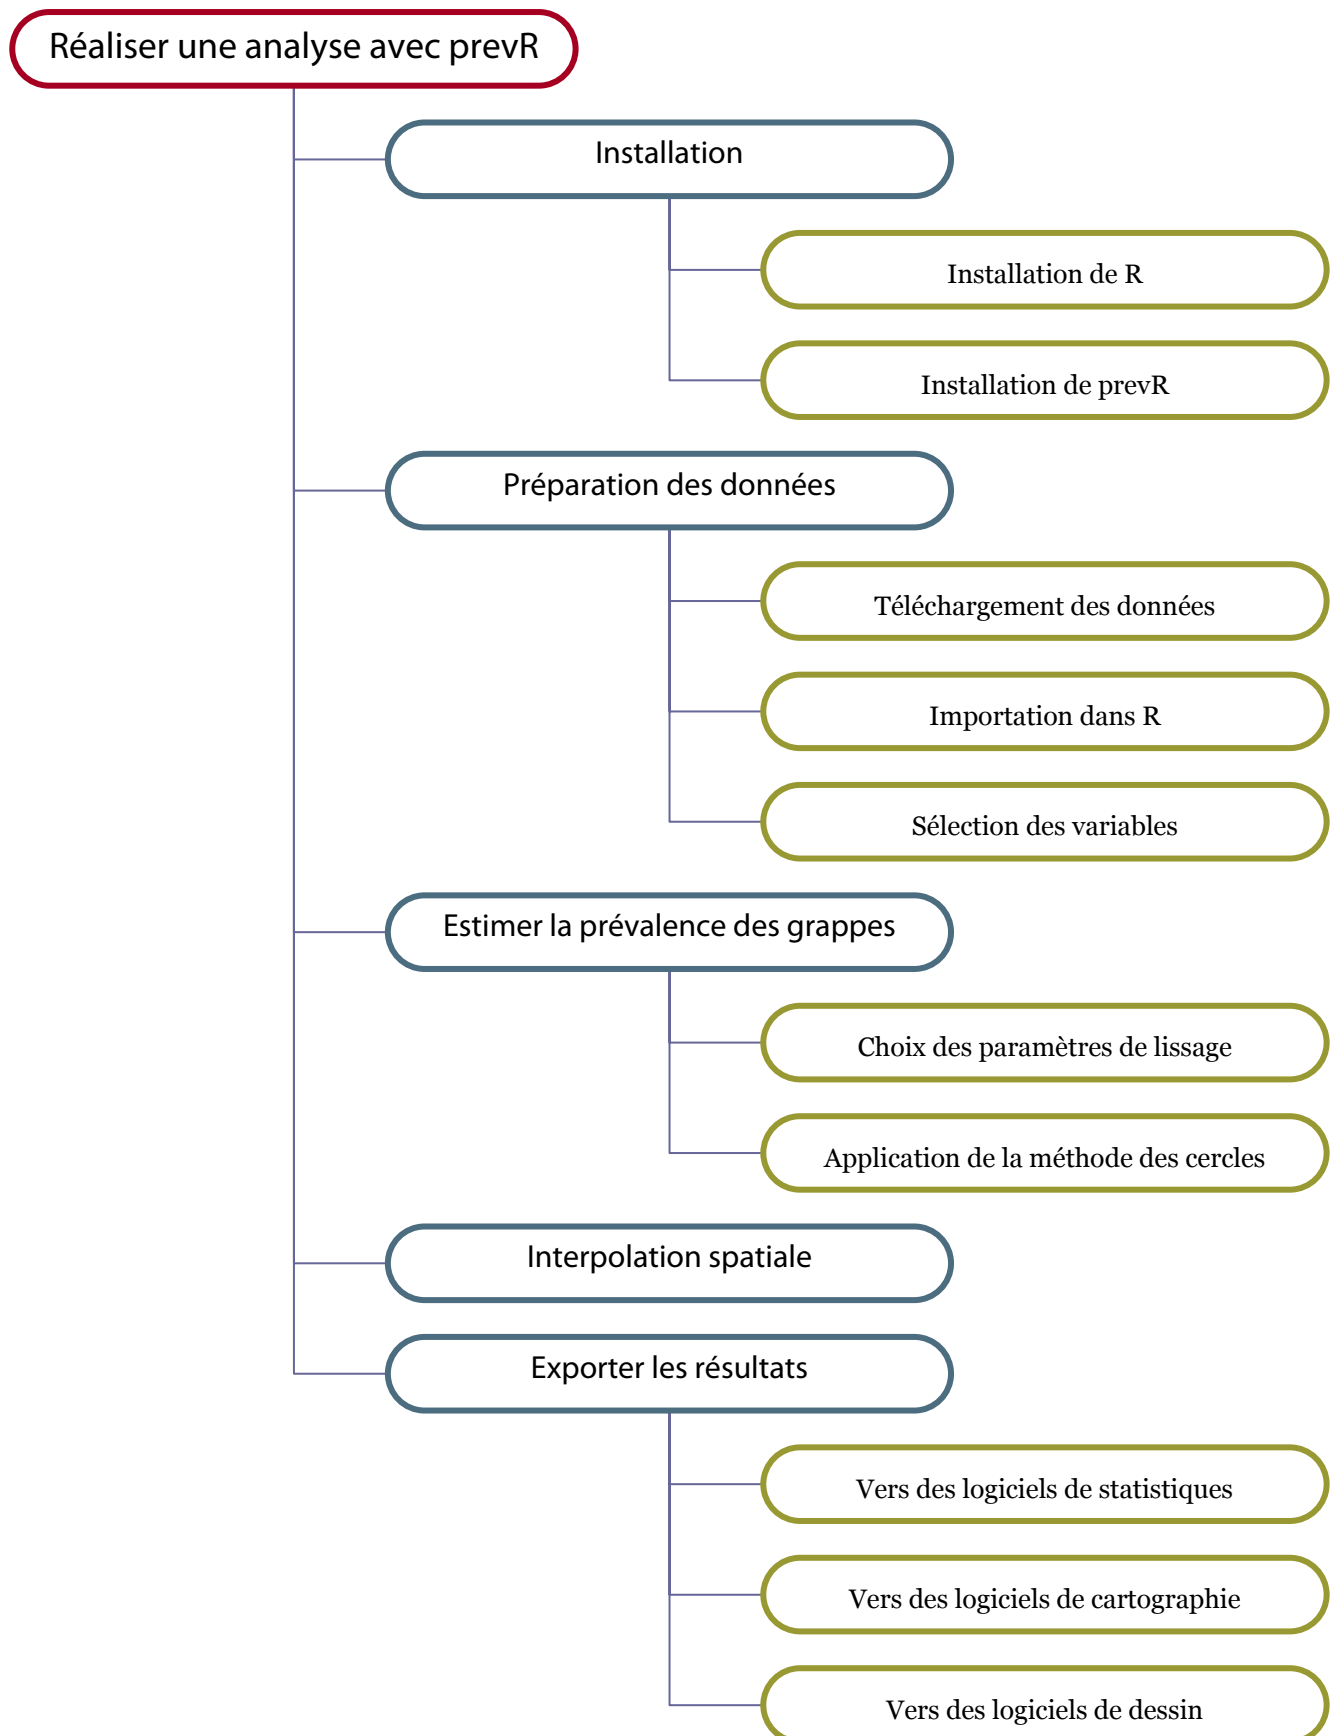 Réaliser une analyse avec prevR
Installation
Installation de R
Installation de prevR
Préparation des données
Téléchargement des données
Importation dans R
Sélection des variables
Estimer la prévalence des grappes
Choix des paramètres de lissage
Application de la méthode des cercles
Interpolation spatiale
Exporter les résultats
Vers des logiciels de statistiques
Vers des logiciels de cartographie
Vers des logiciels de dessin